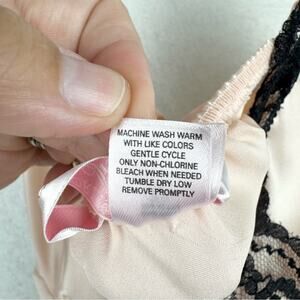 MACHINE WASH WARM
WITH LIKE COLORS
GENTLE CYCLE
ONLY NON-CHLORINE
BLEACH WHEN NEEDED
TUMBLE DRY LOW
REMOVE PROMPTLY